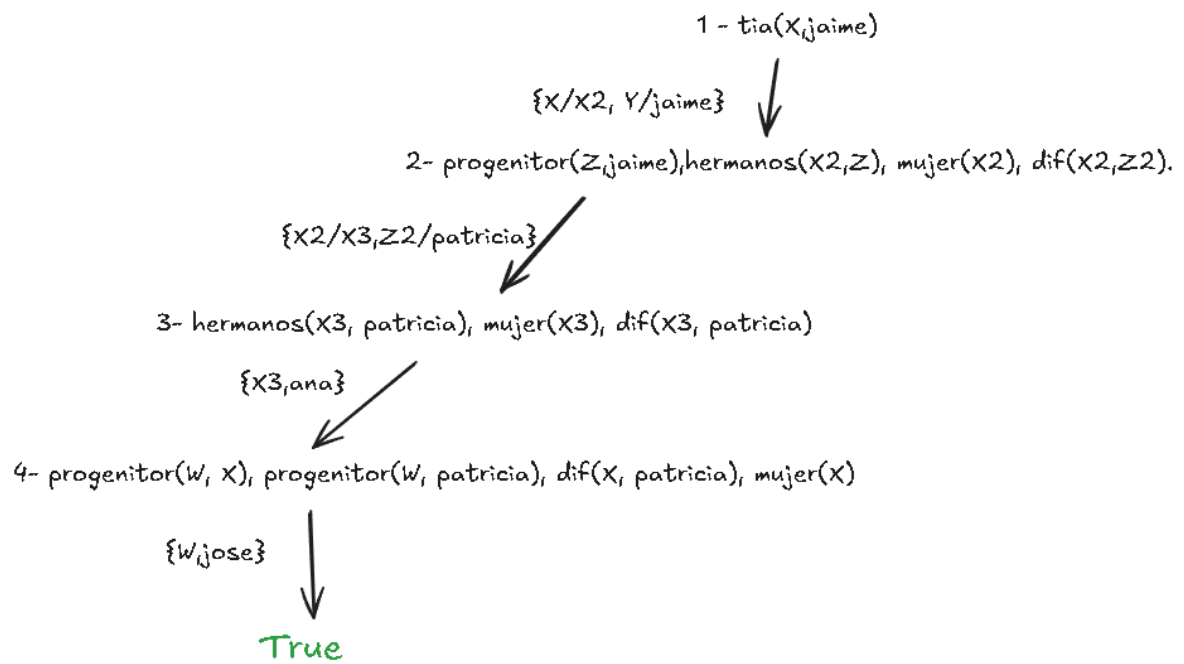 1 - tia(X,jaime)
{X/X2, Y/jaime}
2- progenitor(Z,jaime),hermanos(X2,Z), mujer(X2), dif(X2,Z2).
{X2/X3,Z2/patricia}
3- hermanos(X3, patricia), mujer(X3), dif(X3, patricia)
{X3,ana}
4- progenitor(W, X), progenitor(W, patricia), dif(X, patricia), mujer(X)
{W,jose}
True